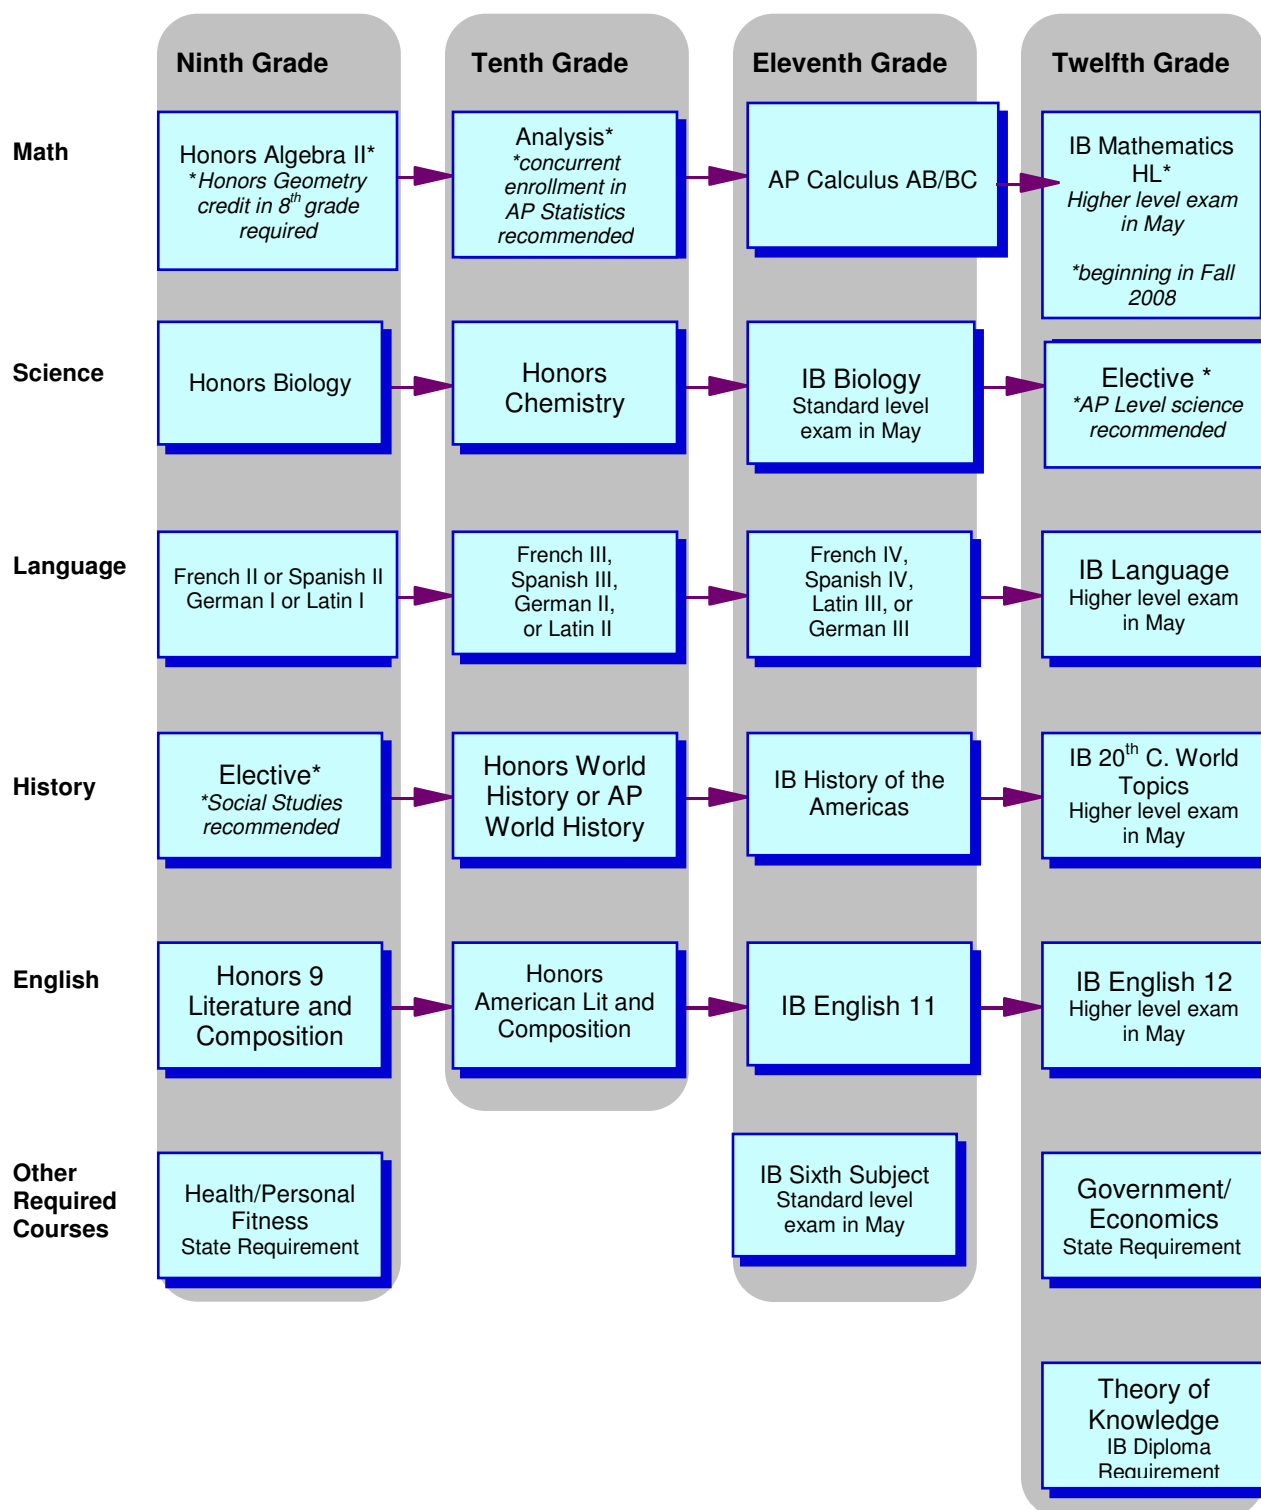 Ninth Grade
Tenth Grade
Eleventh Grade
Twelfth Grade
Math
Honors Algebra II*
*Honors Geometry
credit in 8th grade
required
Analysis*
*concurrent
enrollment in
AP Statistics
recommended
AP Calculus AB/BC
IB Mathematics
HL*
Higher level exam
in May
*beginning in Fall
2008
Science
Honors Biology
Honors
Chemistry
IB Biology
Standard level
exam in May
Elective *
*AP Level science
recommended
Language
French II or Spanish II
German I or Latin I
French III,
Spanish III,
German II,
or Latin II
French IV,
Spanish IV,
Latin III, or
German III
IB Language
Higher level exam
in May
History
Elective*
*Social Studies
recommended
Honors World
History or AP
World History
IB History of the
Americas
IB 20th C. World
Topics
Higher level exam
in May
English
Honors 9
Literature and
Composition
Honors
American Lit and
Composition
IB English 11
IB English 12
Higher level exam
in May
Other
Required
Courses
Health/Personal
Fitness
State Requirement
IB Sixth Subject
Standard level
exam in May
Government/
Economics
State Requirement
Theory of
Knowledge
IB Diploma
Requirement